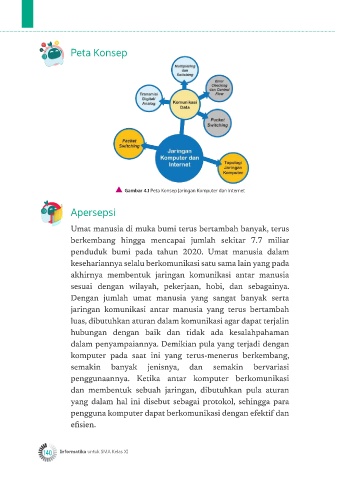 Peta Konsep
Multiplexing
dan
Switching
Error
Checking
dan Control
Flow
Transmisi
Digital/
Analog
Komunikasi
Data
Packet
Switching
Packet
Switching
Jaringan
Komputer dan
Internet
Topologi
Jaringan
Komputer
Gambar 4.1 Peta Konsep Jaringan Komputer dan Internet
Apersepsi
Umat manusia di muka bumi terus bertambah banyak, terus
berkembang hingga mencapai jumlah sekitar 7.7 miliar
penduduk bumi pada tahun 2020. Umat manusia dalam
kesehariannya selalu berkomunikasi satu sama lain yang pada
akhirnya membentuk jaringan komunikasi antar manusia
sesuai dengan wilayah, pekerjaan, hobi, dan sebagainya.
Dengan jumlah umat manusia yang sangat banyak serta
jaringan komunikasi antar manusia yang terus bertambah
luas, dibutuhkan aturan dalam komunikasi agar dapat terjalin
hubungan dengan baik dan tidak ada kesalahpahaman
dalam penyampaiannya. Demikian pula yang terjadi dengan
komputer pada saat ini yang terus-menerus berkembang,
semakin banyak jenisnya, dan semakin bervariasi
penggunaannya. Ketika antar komputer berkomunikasi
dan membentuk sebuah jaringan, dibutuhkan pula aturan
yang dalam hal ini disebut sebagai protokol, sehingga para
pengguna komputer dapat berkomunikasi dengan efektif dan
efisien.
140 Informatika untuk SMA Kelas XI